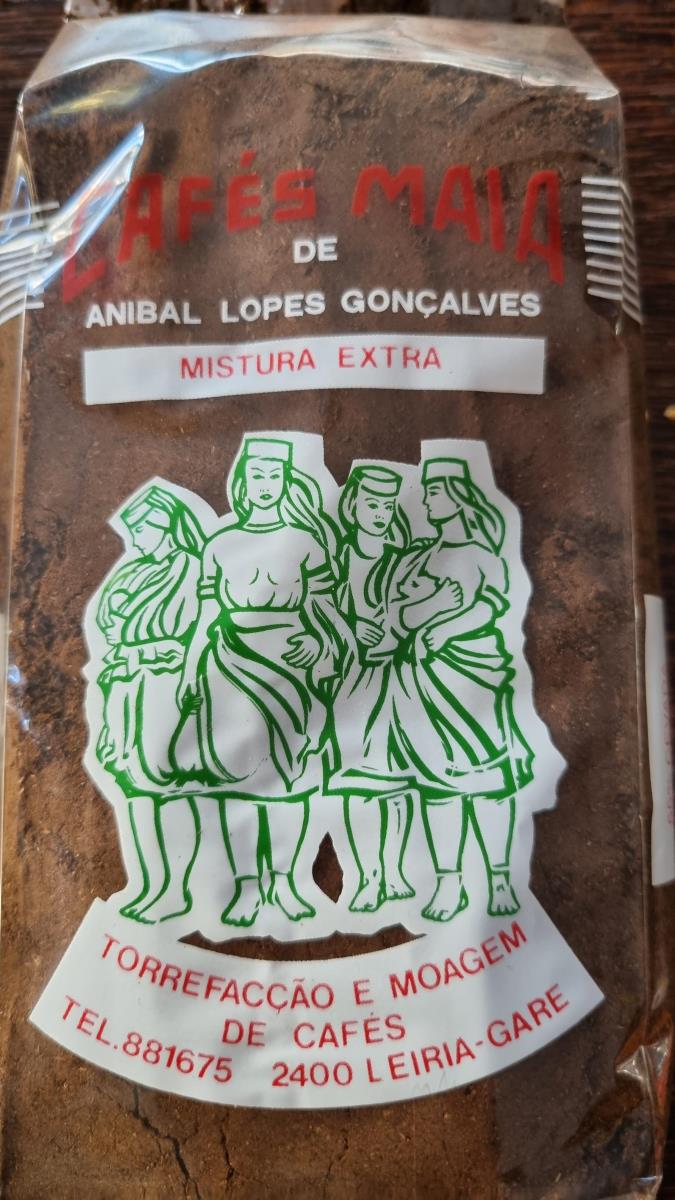 CAFÉS MAIA
DE
ANIBAL LOPES GONÇALVES
MISTURA EXTRA
TORREFACÇÃO E MOAGEM
DE CAFÉS
TEL.881675 2400 LEIRIA-GARE